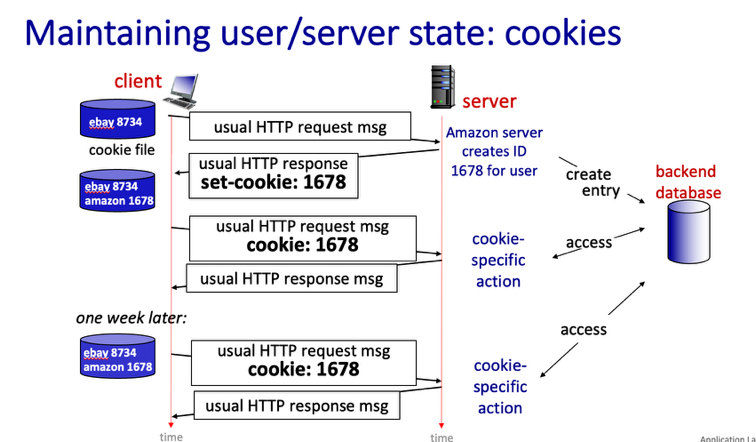 Maintaining user/server state: cookies
client
server
ebay 8734
cookie file
usual HTTP request msg
Amazon server
creates ID
1678 for user
usual HTTP response
set-cookie: 1678
ebay 8734
amazon 1678
create
entry
backend
database
usual HTTP request msg
cookie: 1678
cookie-
specific
action
access
usual HTTP response msg
one week later:
ebay 8734
amazon 1678
access
usual HTTP request msg
cookie: 1678
cookie-
specific
action
usual HTTP response msg
time
time
Application La